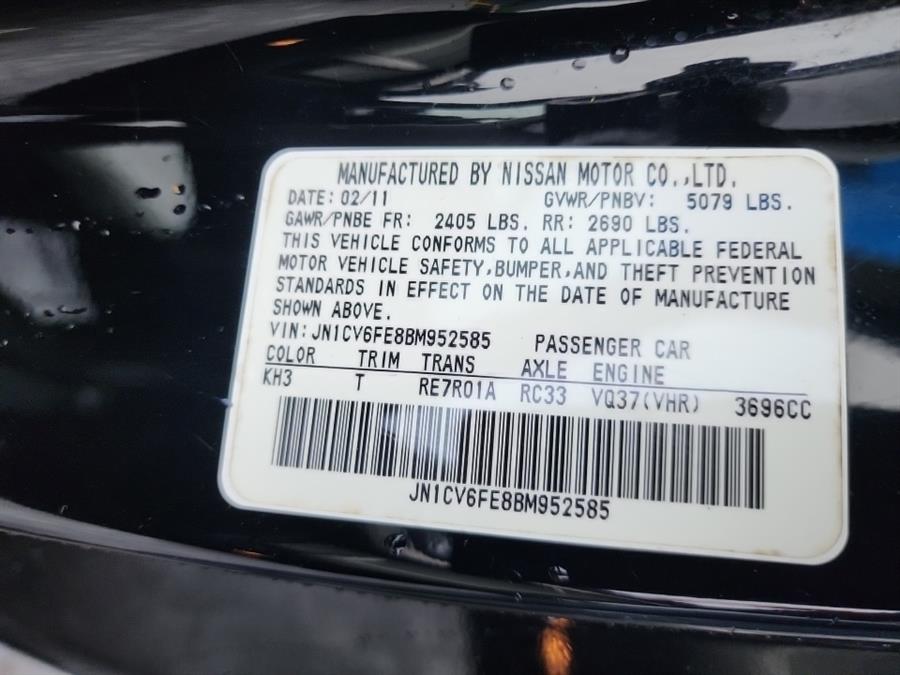 MANUFACTURED BY NISSAN MOTOR CO.,LTD.
DATE: 02/11 GVWR/PNBV: 5079 LBS.
GAWR/PNBE FR: 2405 LBS. RR: 2690 LBS.
THIS VEHICLE CONFORMS TO ALL APPLICABLE FEDERAL
MOTOR VEHICLE SAFETY,BUMPER,AND THEFT PREVENTION
STANDARDS IN EFFECT ON THE DATE OF MANUFACTURE
SHOWN ABOVE.
VIN:JN1CV6FE8BM952585 PASSENGER CAR
COLOR TRIM TRANS AXLE ENGINE
KH3 T RE7R01A RC33 VQ37(VHR) 3696CC
JN1CV6FE8BM952585